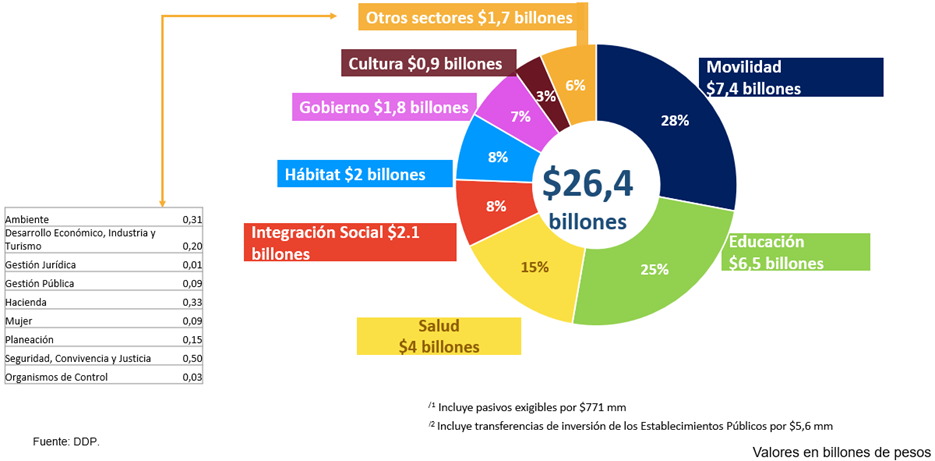 Otros sectores $1,7 billones
Cultura $0,9 billones
Gobierno $1,8 billones
Hábitat $2 billones
Integración Social $2.1
billones
Salud
$4 billones
Movilidad
$7,4 billones
Educación
$6,5 billones
6%
3%
7%
8%
8%
15%
25%
28%
$26,4
billones
Ambiente 0,31
Desarrollo Económico, Industria y
Turismo 0,20
Gestión Jurídica 0,01
Gestión Pública 0,09
Hacienda 0,33
Mujer 0,09
Planeación 0,15
Seguridad, Convivencia y Justicia 0,50
Organismos de Control 0,03
/1 Incluye pasivos exigibles por $771 mm
/2 Incluye transferencias de inversión de los Establecimientos Públicos por $5,6 mm
Fuente: DDP.
Valores en billones de pesos